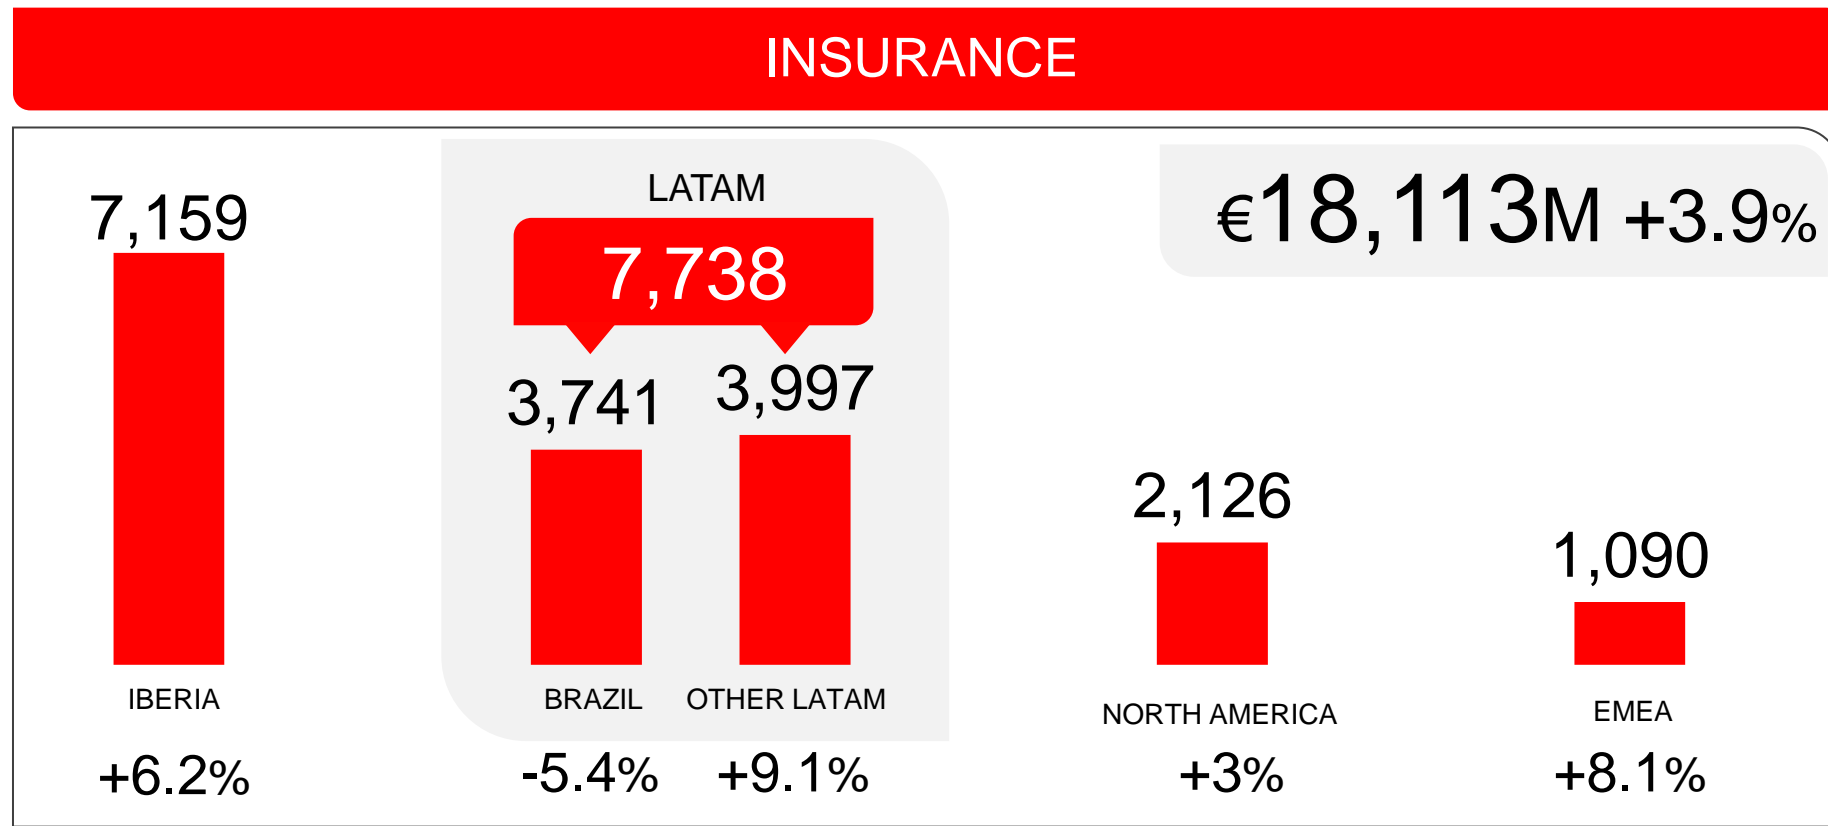 INSURANCE
€18,113M +3.9%
7,159
IBERIA
+6.2%
LATAM
7,738
3,741
BRAZIL
-5.4%
3,997
OTHER LATAM
+9.1%
2,126
NORTH AMERICA
+3%
1,090
EMEA
+8.1%